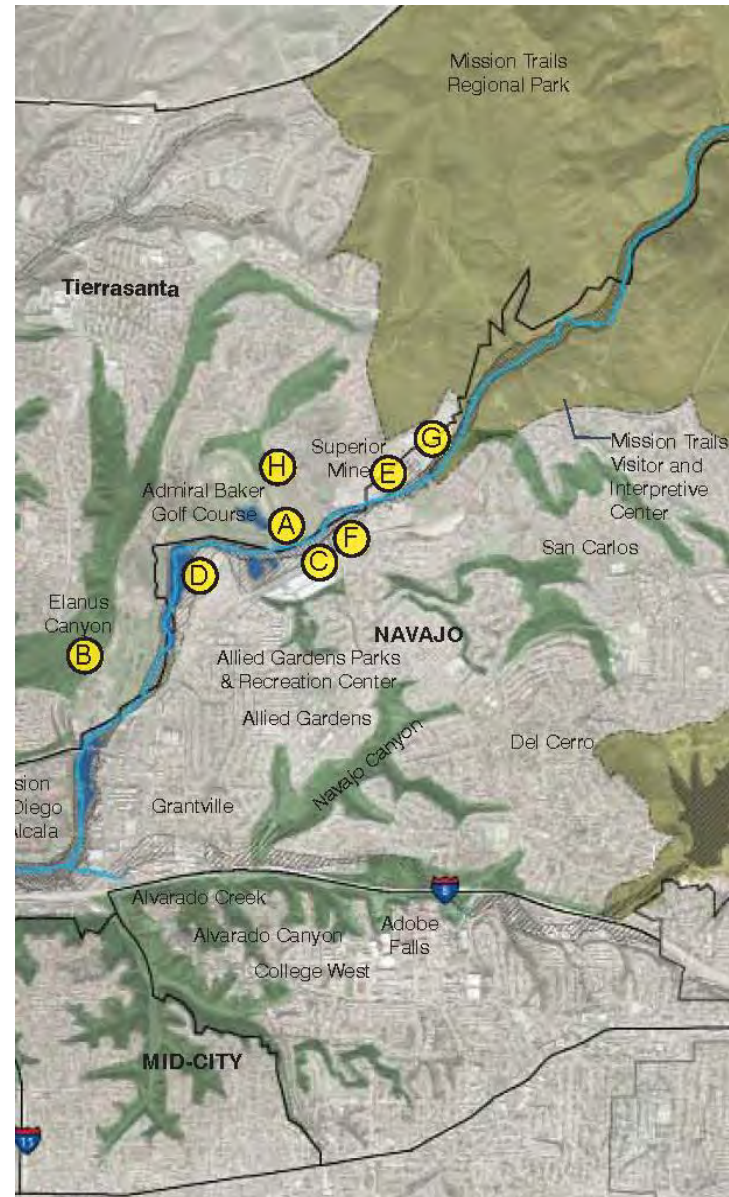 Mission Trails
Regional Park
Tierrasanta
Superior
Mine
G
E
H
Admiral Baker
Golf Course
A
F
C
D
Mission Trails
Visitor and
Interpretive
Center
San Carlos
Elanus
Canyon
B
NAVAJO
Allied Gardens Parks
& Recreation Center
Allied Gardens
Navajo Canyon
Del Cerro
sion
Diego
lcala
Grantville
8
Alvarado Creek
Alvarado Canyon
Adobe
Falls
College West
MID-CITY